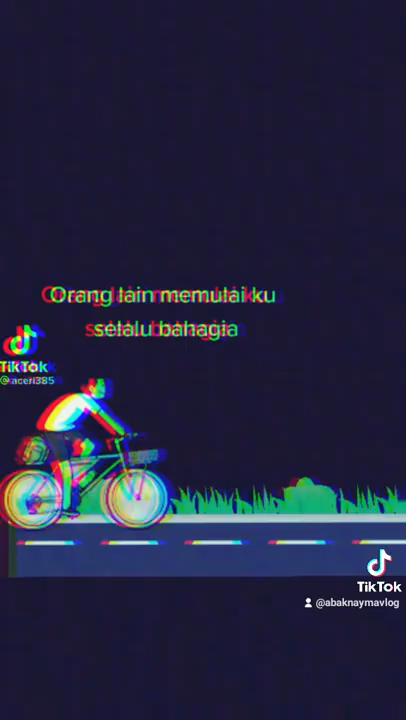 Orang lain memulai ku
selalu bahagia
TikTok
@aceri385
TikTok
@abaknaymavlog